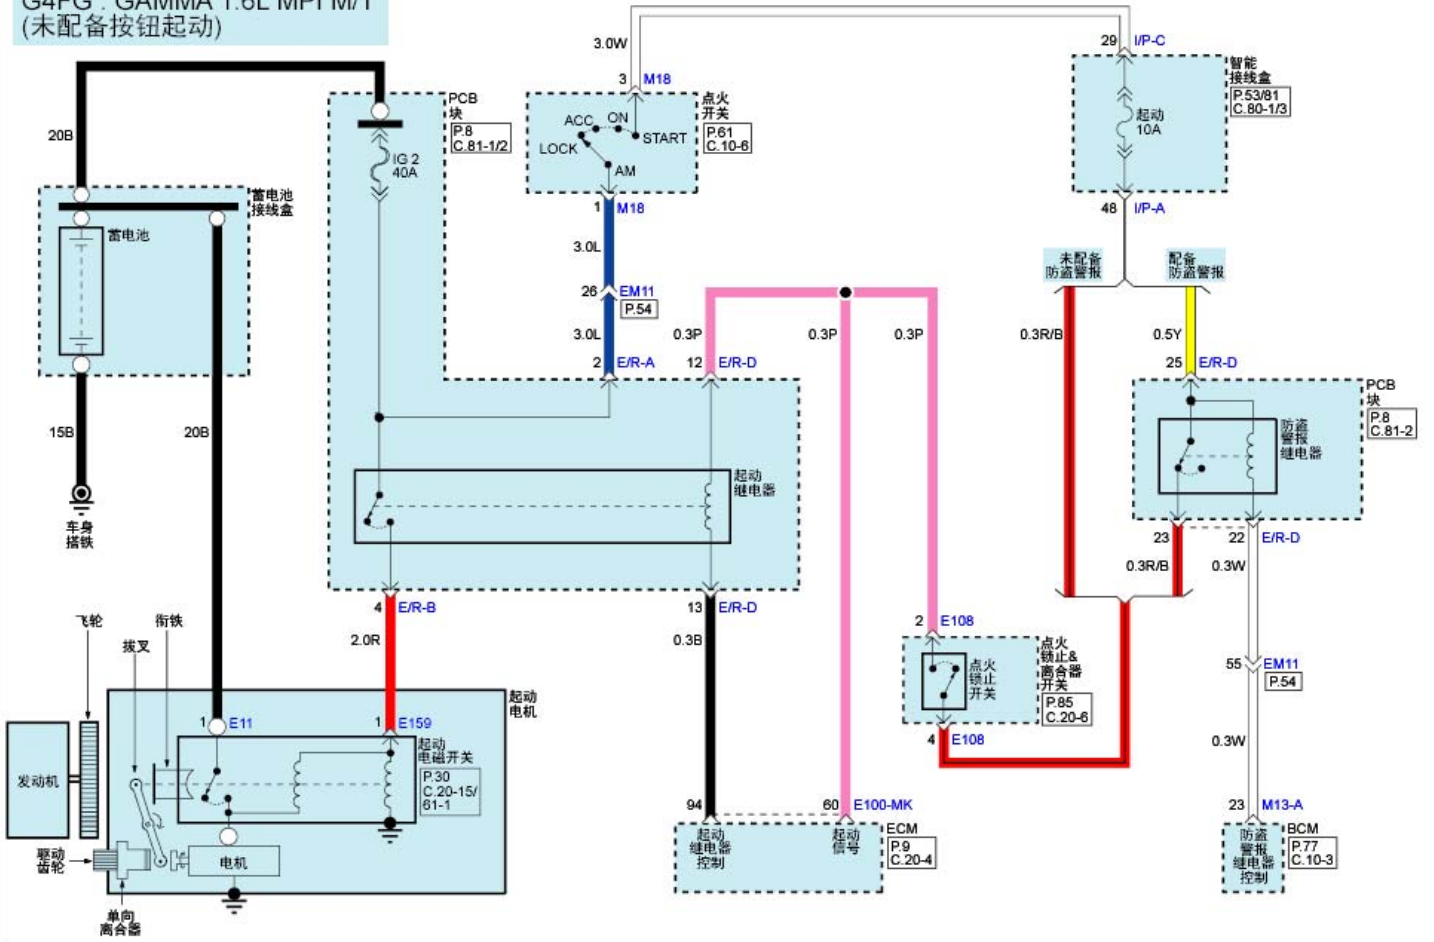 G4FG : GAMMA 1.6L MPI M/T
(未配备按钮起动)
20B
PCB
块
P.8
C.81-1/2
IG 2
40A
蓄电池
接线盒
蓄电池
15B
20B
车身
搭铁
3.0W
3
M18
点火
开关
P.61
C.10-6
ACC
ON
START
LOCK
AM
1
M18
3.0L
26
EM11
P.54
3.0L
2
E/R-A
0.3P
12
E/R-D
0.3P
0.3P
29
I/P-C
智能
接线盒
P.53/81
C.80-1/3
起动
10A
48
I/P-A
未配备
防盗警报
配备
防盗警报
0.3R/B
0.5Y
25
E/R-D
PCB
块
P.8
C.81-2
防盗
警报
继电器
23
22
E/R-D
0.3R/B
0.3W
起动
继电器
4
E/R-B
2.0R
13
E/R-D
0.3B
2
E108
点火
锁止&
离合器
开关
P.85
C.20-6
点火
锁止
开关
4
E108
55
EM11
P.54
0.3W
飞轮
拨叉
衔铁
起动
电机
1
E11
1
E159
起动
电磁开关
P.30
C.20-15/
61-1
发动机
驱动
齿轮
电机
单向
离合器
94
60
E100-MK
起动
继电器
控制
起动
信号
ECM
P.9
C.20-4
23
M13-A
防盗
警报
继电器
控制
BCM
P.77
C.10-3